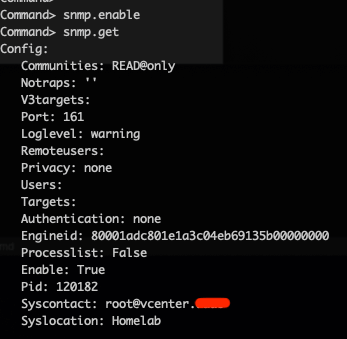 Command> snmp.enable
Command> snmp.get
Config:
Communities: READ@only
Notraps: ''
V3targets:
Port: 161
Loglevel: warning
Remoteusers:
Privacy: none
Users:
Targets:
Authentication: none
Engineid: 80001adc801e1a3c04eb69135b00000000
Processlist: False
Enable: True
Pid: 120182
Syscontact: root@vcenter.
Syslocation: Homelab